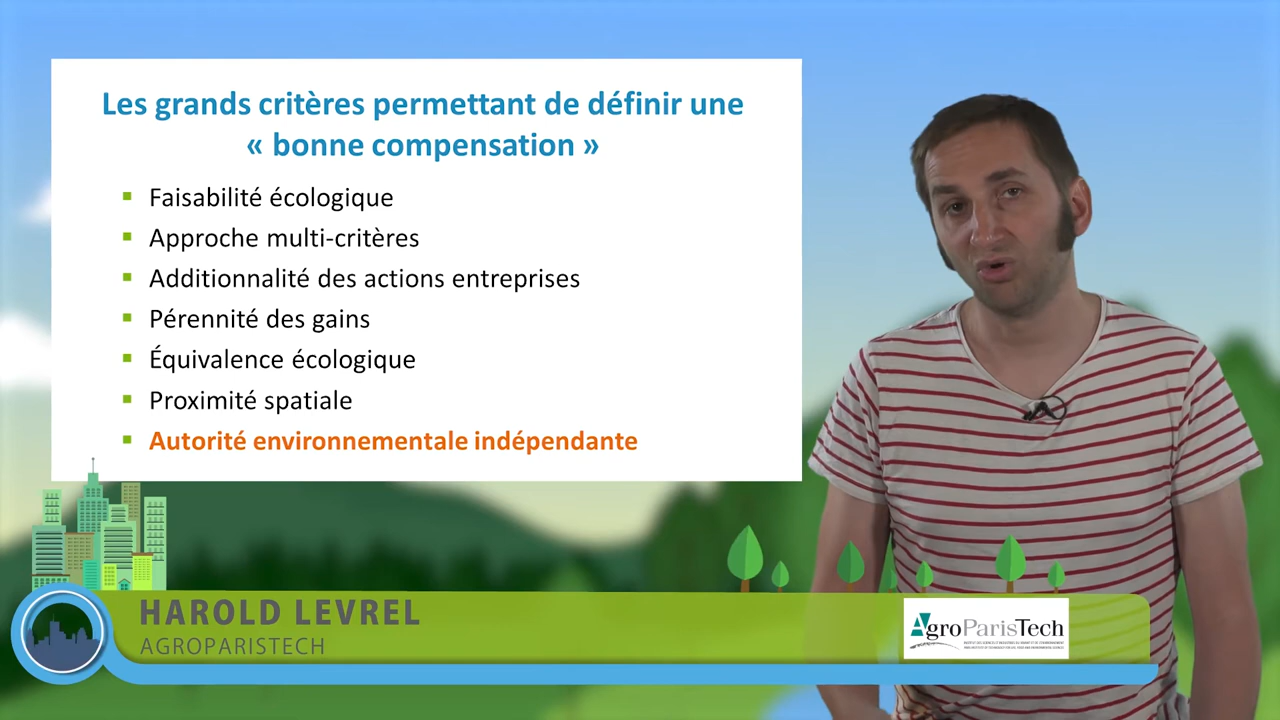 Les grands critères permettant de définir une
« bonne compensation »
Faisabilité écologique
Approche multi-critères
Additionnalité des actions entreprises
Pérennité des gains
Équivalence écologique
Proximité spatiale
Autorité environnementale indépendante
HAROLD LEVREL
AGROPARISTECH
AgroParisTech